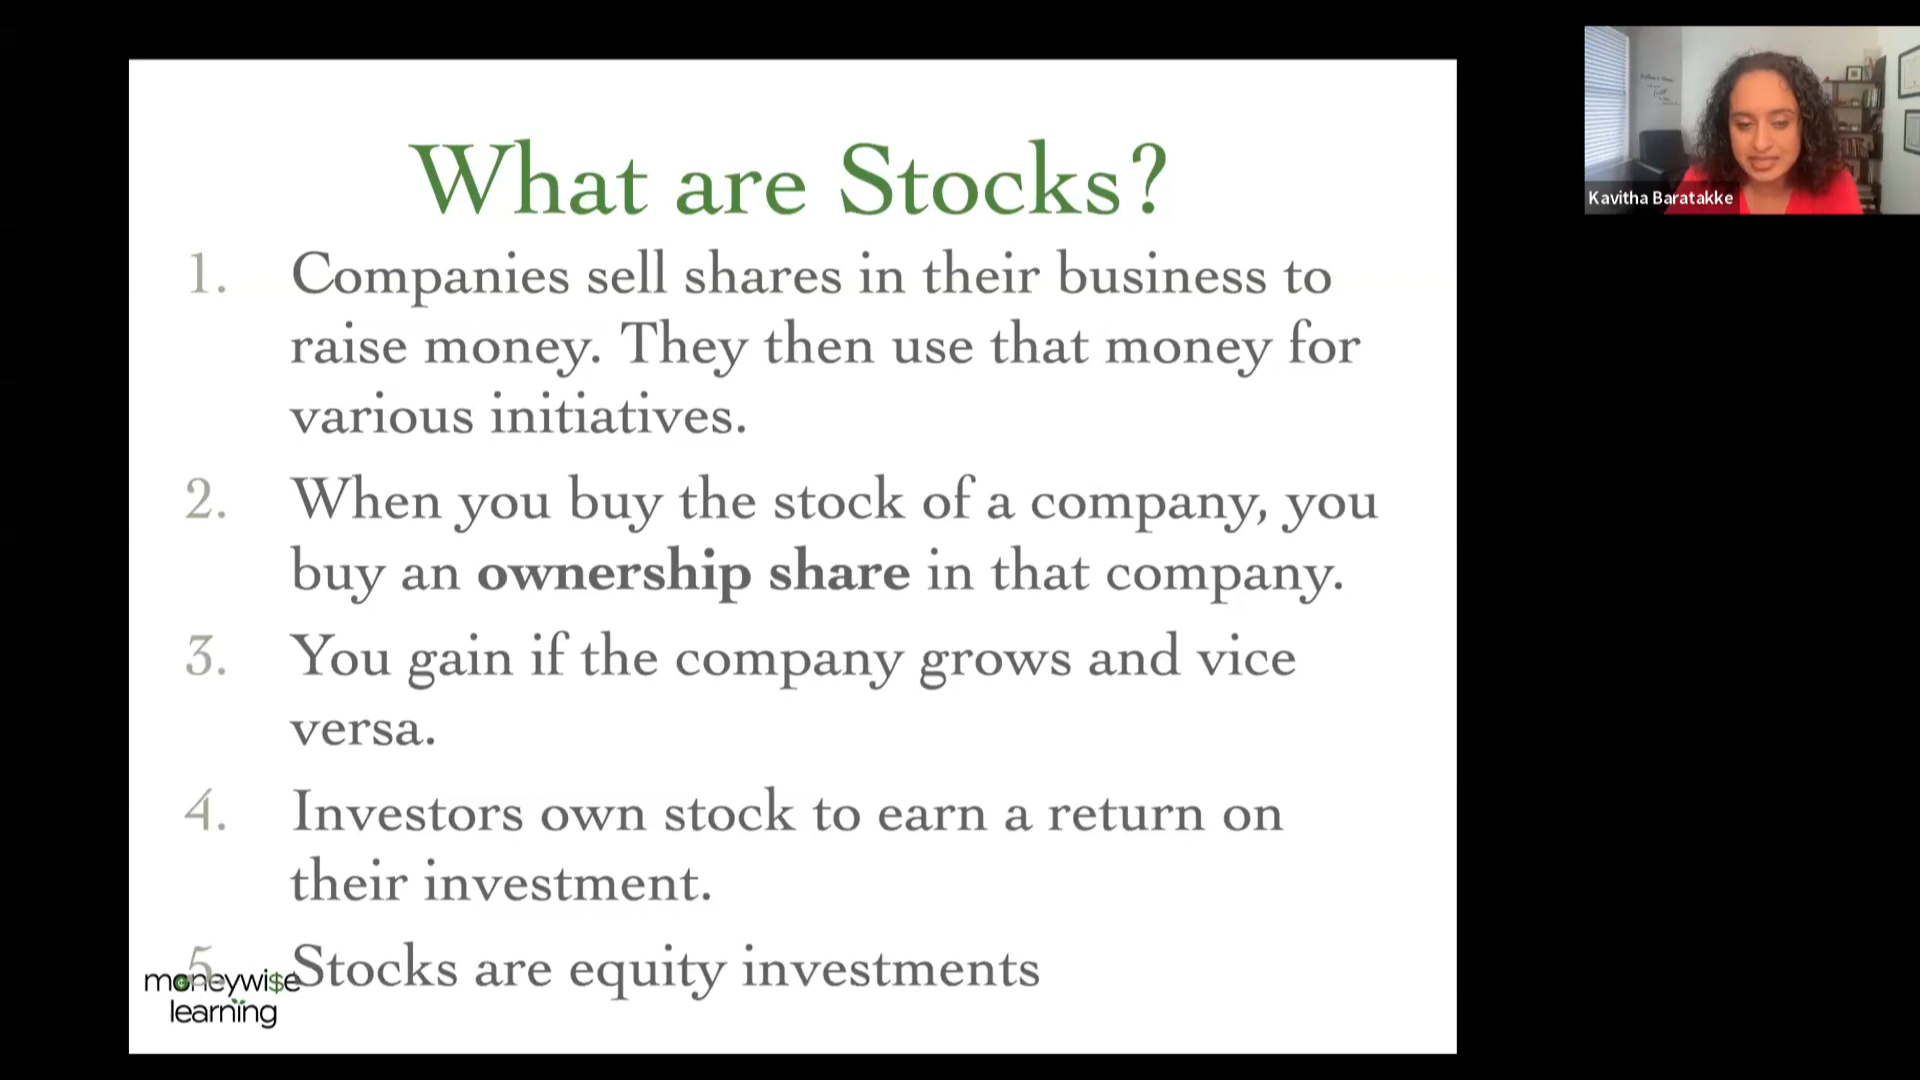 What are Stocks?
1. Companies sell shares in their business to
raise money. They then use that money for
various initiatives.
2. When you buy the stock of a company, you
buy an ownership share in that company.
3. You gain if the company grows and vice
versa.
4. Investors own stock to earn a return on
their investment.
5. Stocks are equity investments
moneywi$e
learning
Kavitha Baratakke